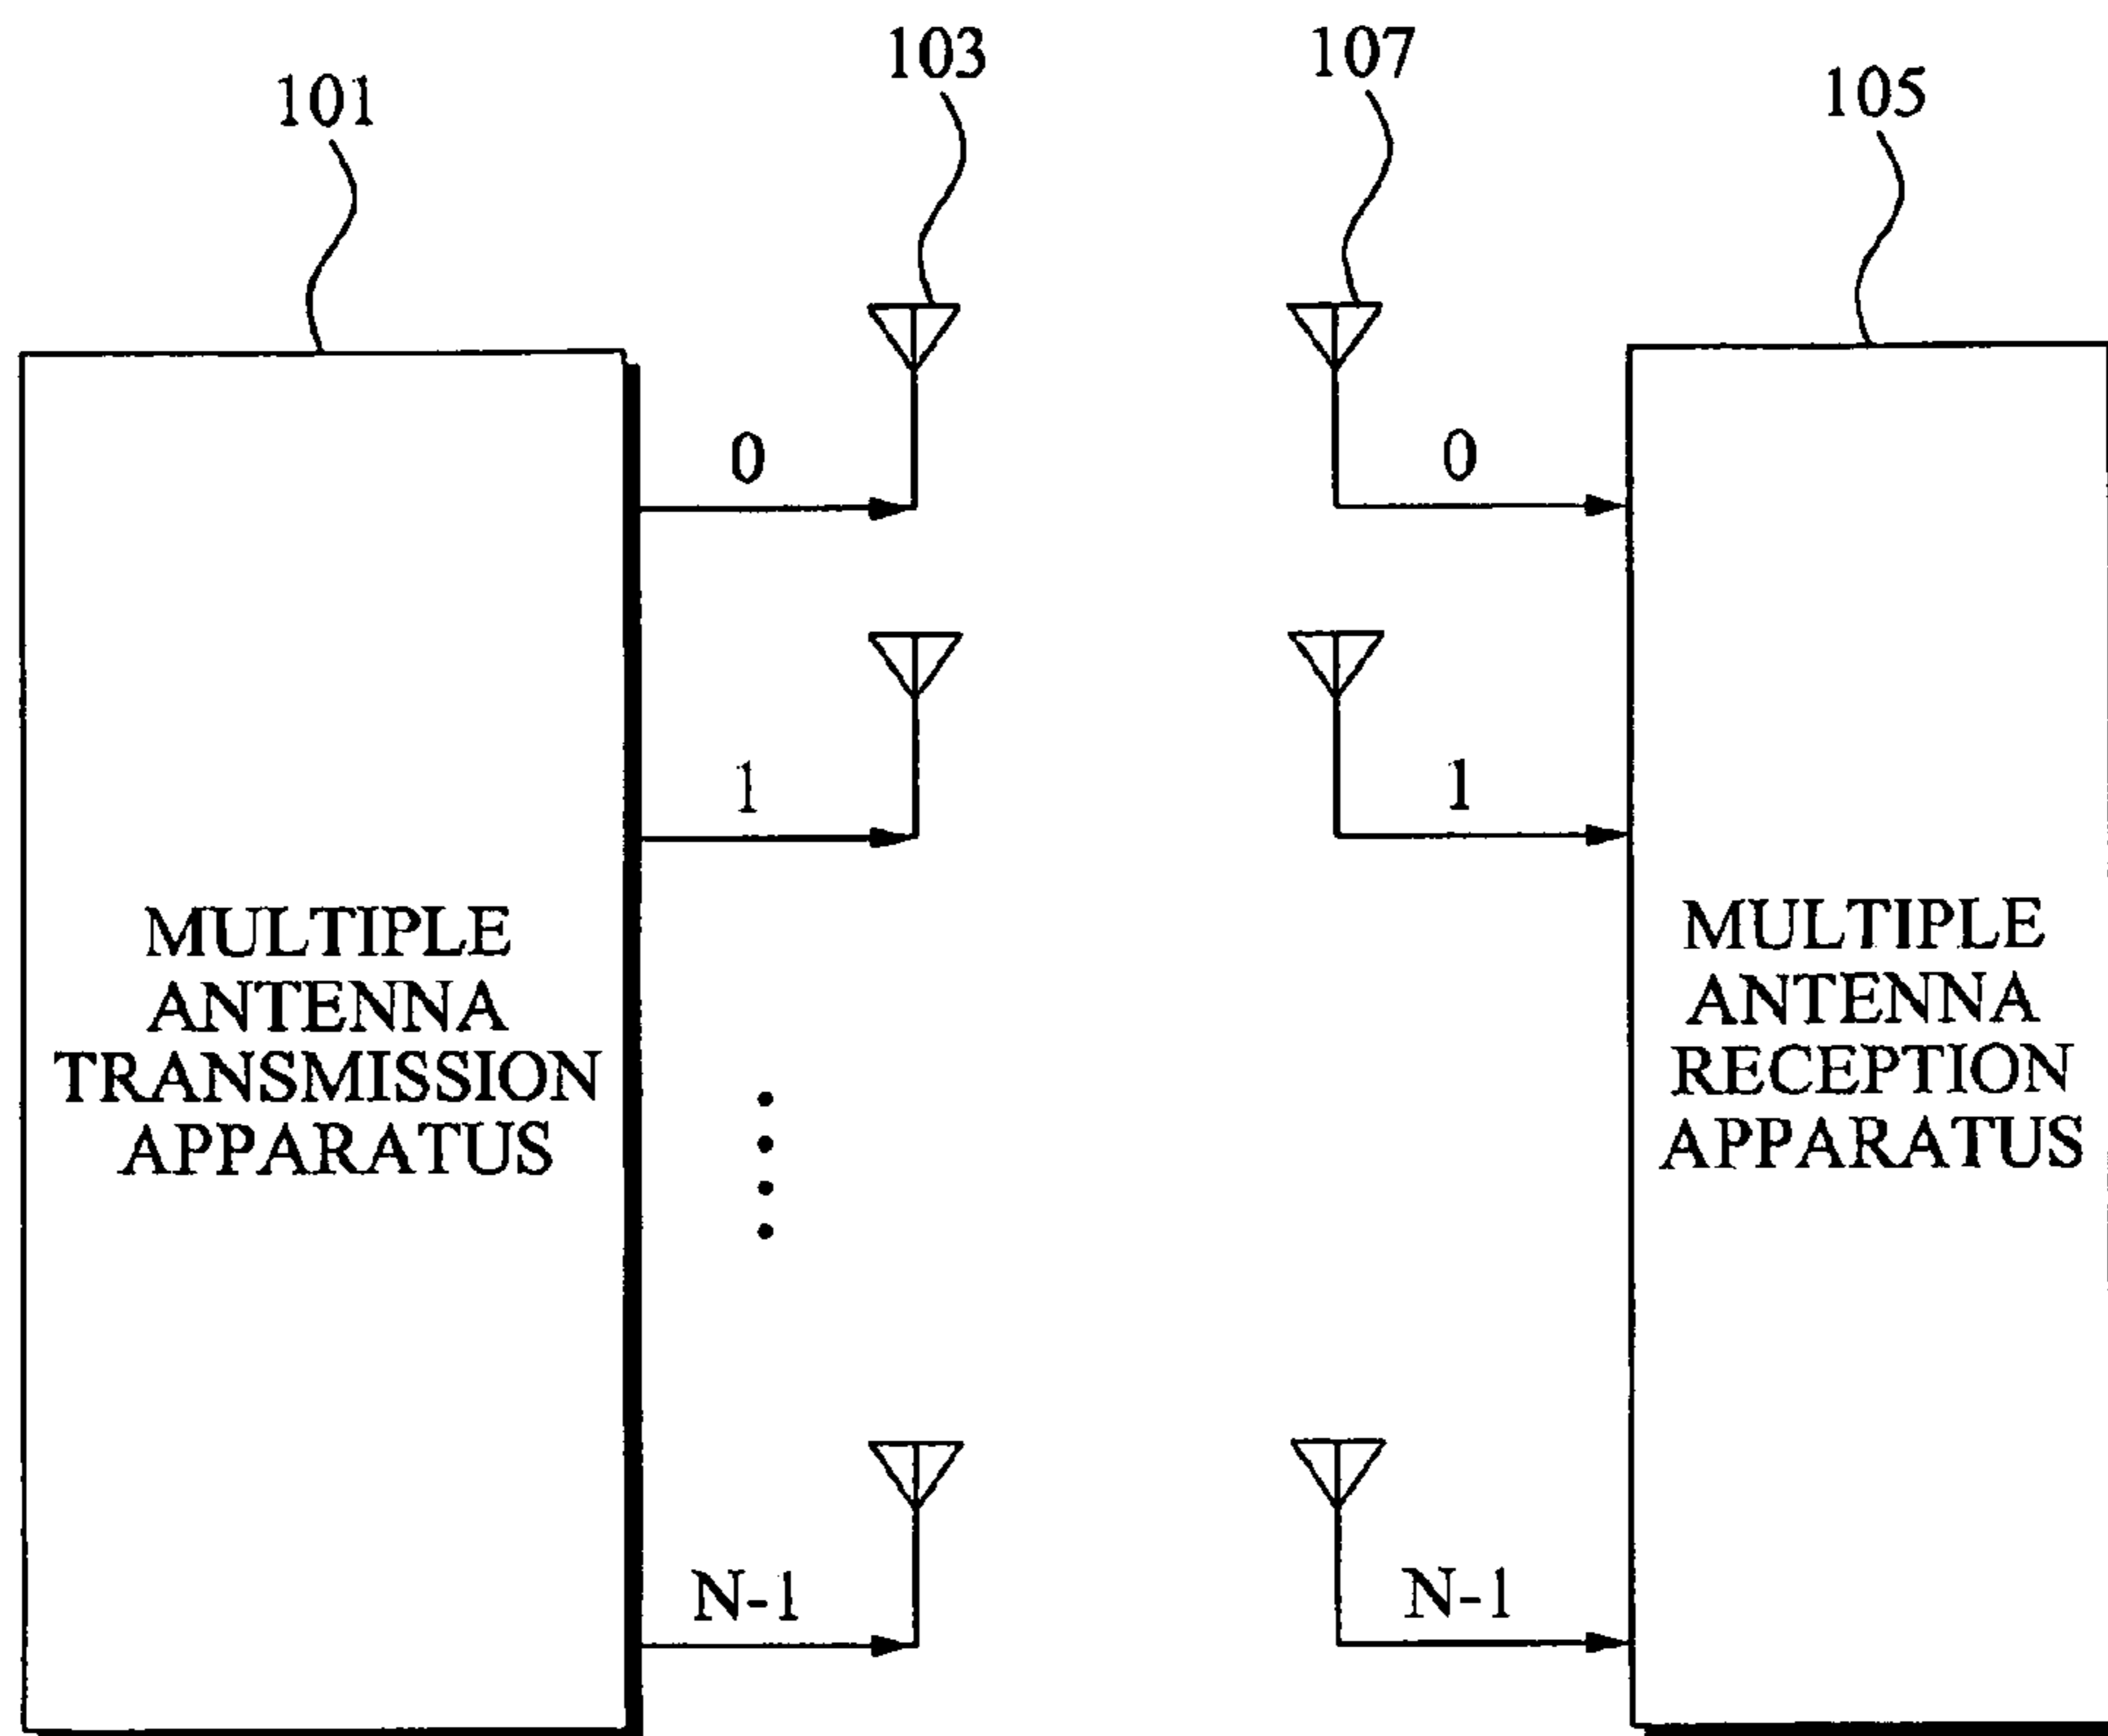 103
107
101
105
0
0
1
1
MULTIPLE
ANTENNA
TRANSMISSION
APPARATUS
MULTIPLE
ANTENNA
RECEPTION
APPARATUS
N-1
N-1